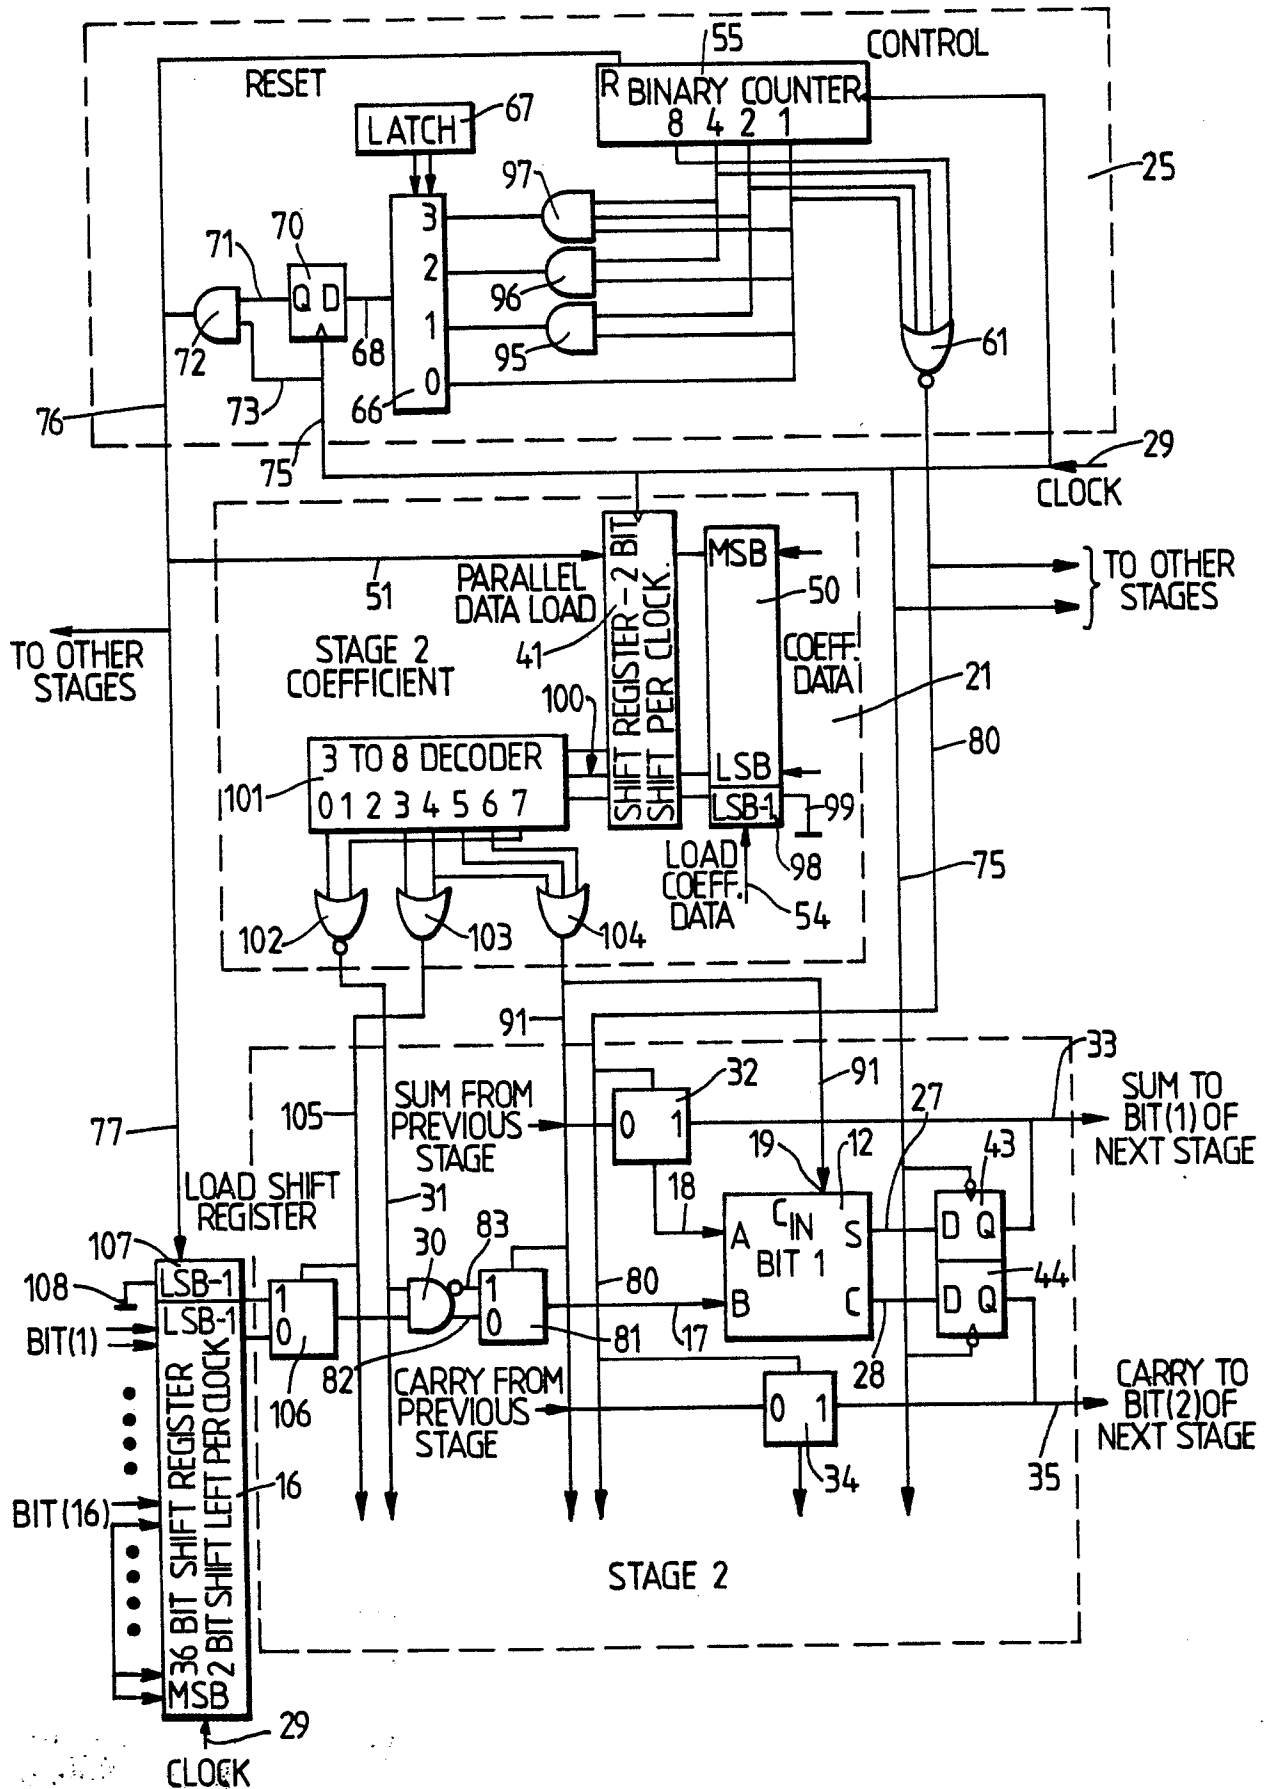 55
CONTROL
RESET
R BINARY COUNTER
8 4 2 1
LATCH
67
25
97
3
70
71
2
Q D
96
72
1
68
95
61
0
73
66
76
75
29
CLOCK
MSB
SHIFT REGISTER - 2 BIT
SHIFT PER CLOCK.
51
PARALLEL
DATA LOAD
50
TO OTHER
STAGES
41
STAGE 2
COEFFICIENT
COEFF.
DATA
TO OTHER
STAGES
21
100
80
3 TO 8 DECODER
101
0 1 2 3 4 5 6 7
LSB
LSB-1
99
98
LOAD
COEFF.
DATA
54
75
102
103
104
91
33
SUM FROM
PREVIOUS
STAGE
32
0 1
91
27
SUM TO
BIT(1) OF
NEXT STAGE
105
77
19
12
43
18
LOAD SHIFT
REGISTER
31
CIN
A
BIT 1
S
D Q
107
30
83
108
LSB-1
1
0
1
0
80
B
C
D Q
44
LSB-1
BIT(1)
81
17
82
28
106
CARRY FROM
PREVIOUS
STAGE
0 1
CARRY TO
BIT(2) OF
NEXT STAGE
34
35
16
BIT(16)
36 BIT SHIFT REGISTER
2 BIT SHIFT LEFT PER CLOCK
STAGE 2
MSB
29
CLOCK